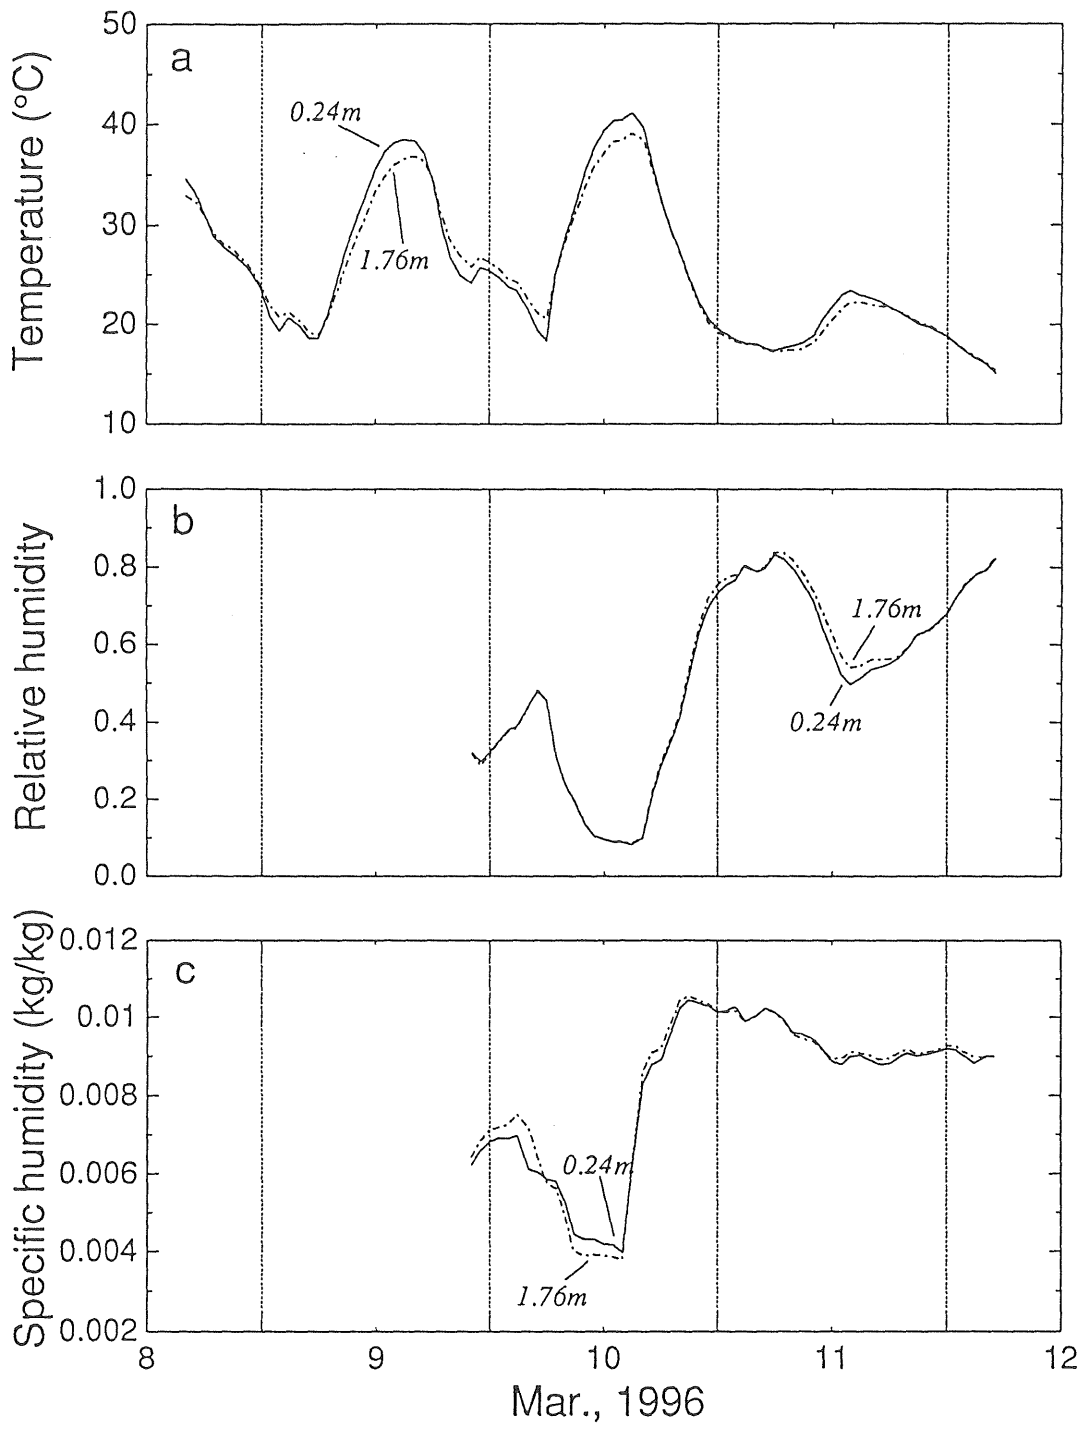 Temperature (°C)
50
40
30
20
10
a
0.24m
1.76m
Relative humidity
1.0
0.8
0.6
0.4
0.2
0.0
b
1.76m
0.24m
Specific humidity (kg/kg)
0.012
0.01
0.008
0.006
0.004
0.002
c
0.24m
1.76m
8 9 10 11 12
Mar., 1996